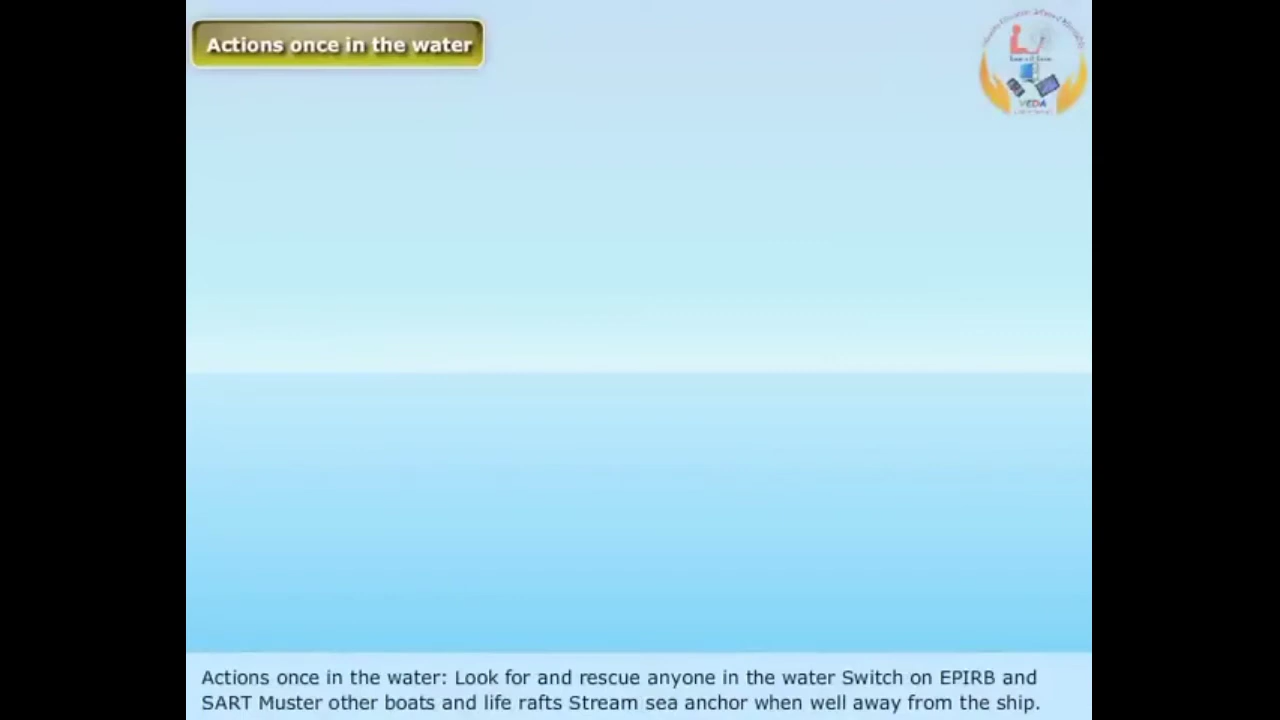 Actions once in the water
VEDA
Actions once in the water: Look for and rescue anyone in the water Switch on EPIRB and
SART Muster other boats and life rafts Stream sea anchor when well away from the ship.